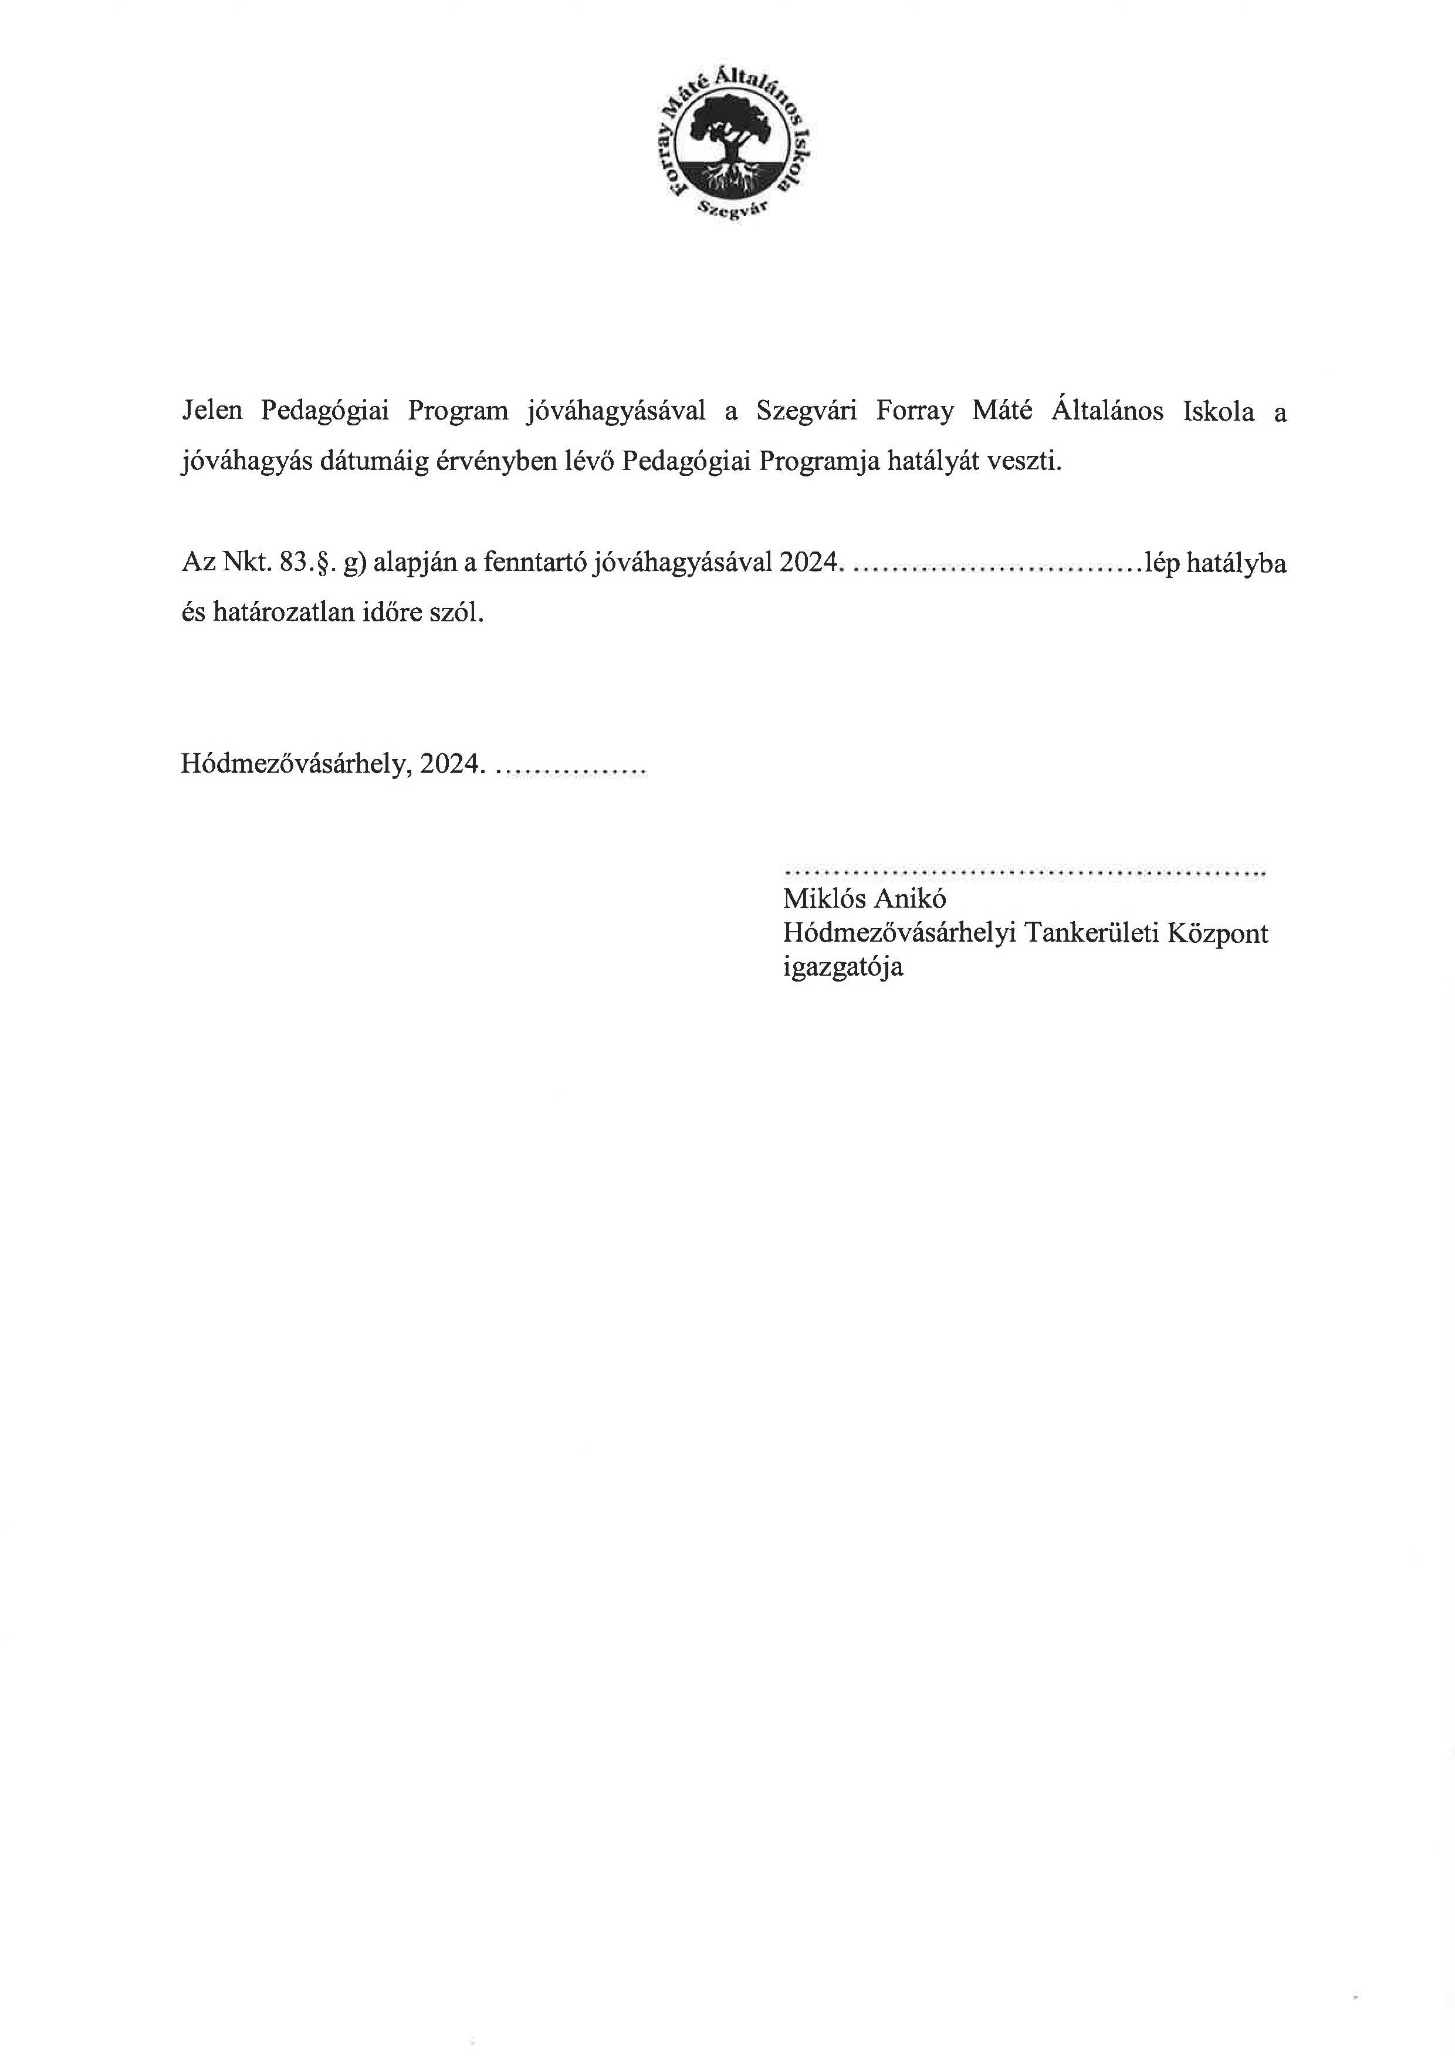 Forray Máté Általános Iskola
Szegvár
Jelen Pedagógiai Program jóváhagyásával a Szegvári Forray Máté Általános Iskola a
jóváhagyás dátumáig érvényben lévő Pedagógiai Programja hatályát veszti.
Az Nkt. 83.§. g) alapján a fenntartó jóváhagyásával 2024. ..............................lép hatályba
és határozatlan időre szól.
Hódmezővásárhely, 2024. ................
..................................................
Miklós Anikó
Hódmezővásárhelyi Tankerületi Központ
igazgatója